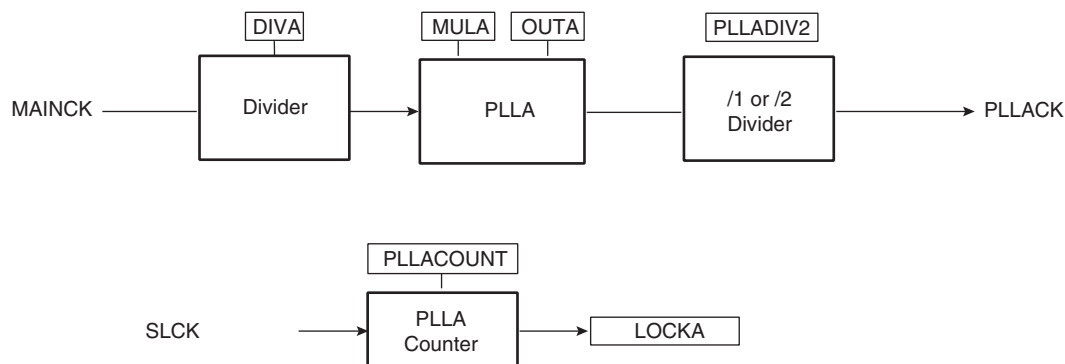 DIVA
MULA
OUTA
PLLADIV2
MAINCK
Divider
PLLA
/1 or /2
Divider
PLLACK
PLLACOUNT
SLCK
PLLA
Counter
LOCKA